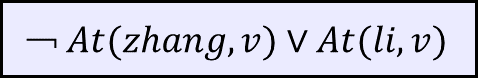 ¬ At(zhang, v) ∨ At(li, v)